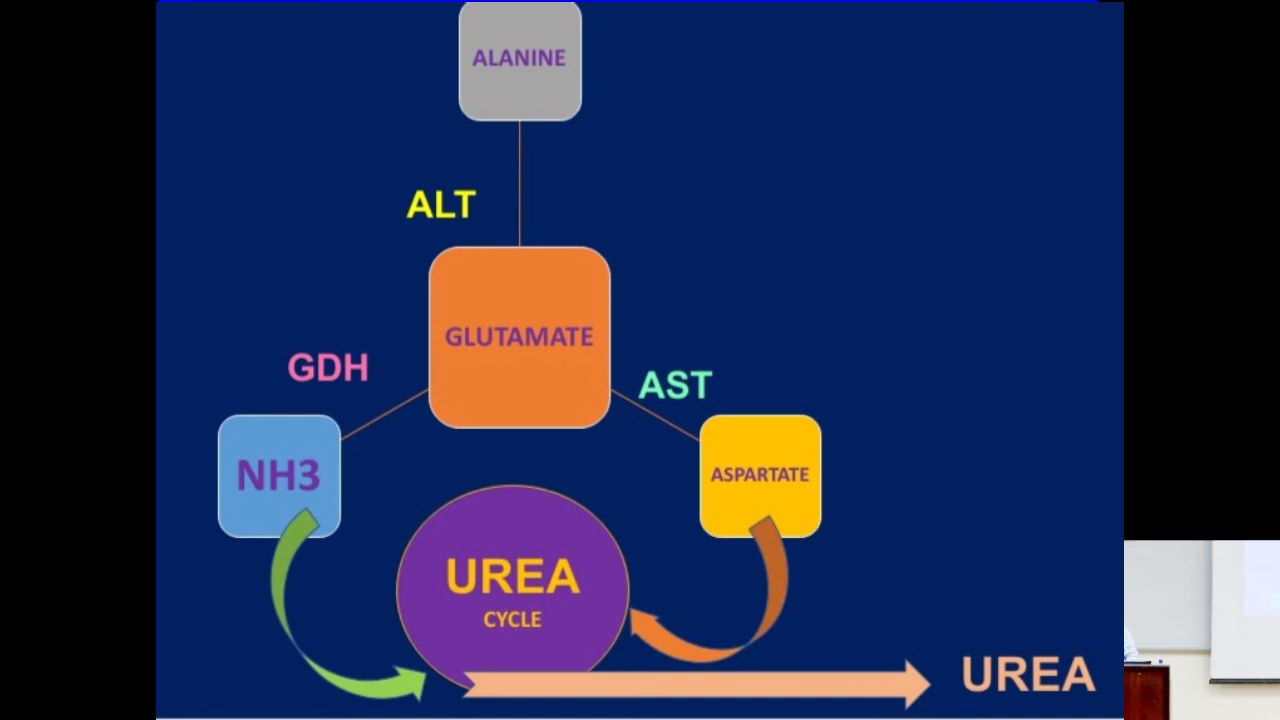 ALANINE
ALT
GLUTAMATE
GDH
AST
NH3
ASPARTATE
UREA
CYCLE
UREA